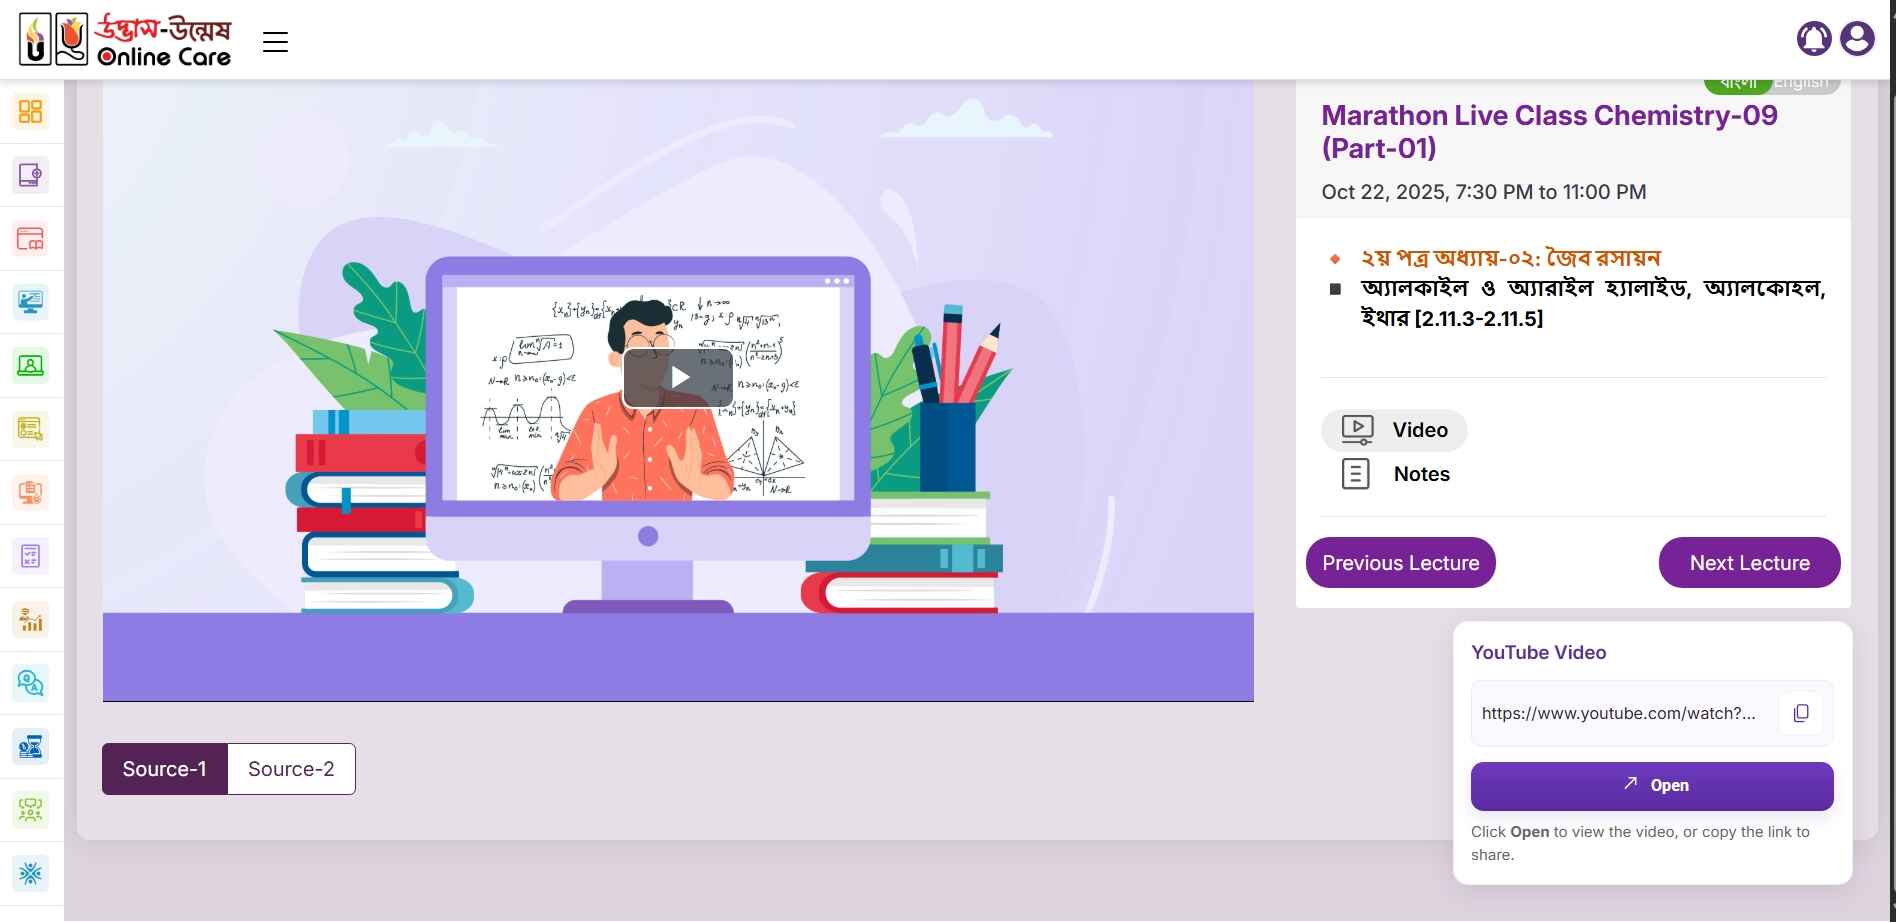 উদ্ভাস-উন্মেষ
Online Care
বাংলা English
Marathon Live Class Chemistry-09
(Part-01)
Oct 22, 2025, 7:30 PM to 11:00 PM
২য় পত্র অধ্যায়-০২: জৈব রসায়ন
অ্যালকাইল ও অ্যারাইল হ্যালাইড, অ্যালকোহল,
ইথার [2.11.3-2.11.5]
Video
Notes
Previous Lecture
Next Lecture
YouTube Video
https://www.youtube.com/watch?...
Open
Click Open to view the video, or copy the link to
share.
Source-1
Source-2